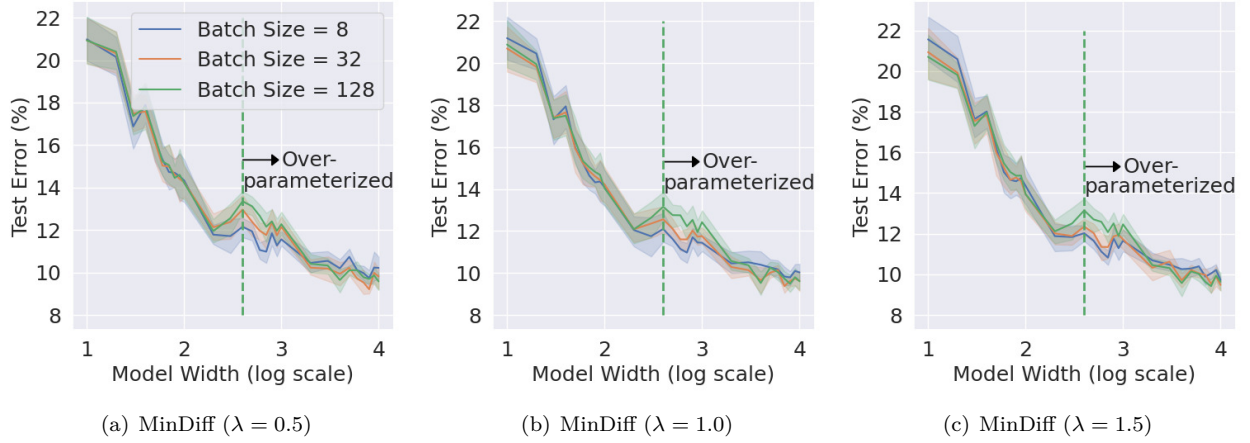 22
20
18
16
14
12
10
8
Test Error (%)
Batch Size = 8
Batch Size = 32
Batch Size = 128
Over-
parameterized
1 2 3 4
Model Width (log scale)
(a) MinDiff (λ = 0.5)
22
20
18
16
14
12
10
8
Test Error (%)
Over-
parameterized
1 2 3 4
Model Width (log scale)
(b) MinDiff (λ = 1.0)
22
20
18
16
14
12
10
8
Test Error (%)
Over-
parameterized
1 2 3 4
Model Width (log scale)
(c) MinDiff (λ = 1.5)